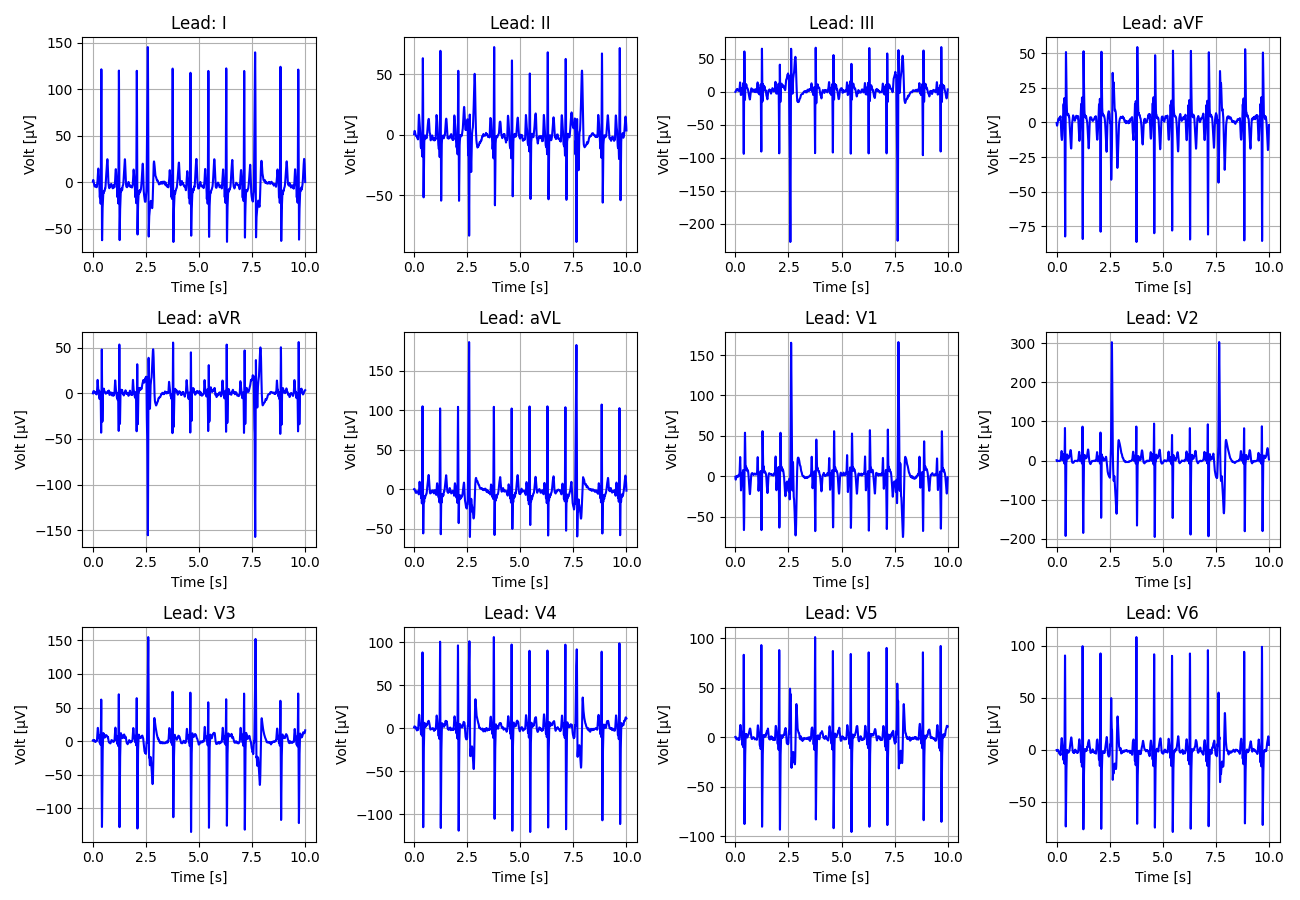 Lead: I
Lead: II
Lead: III
Lead: aVF
150
100
50
0
−50
Volt [µV]
0.0 2.5 5.0 7.5 10.0
Time [s]
50
0
−50
Volt [µV]
0.0 2.5 5.0 7.5 10.0
Time [s]
50
0
−50
−100
−150
−200
Volt [µV]
0.0 2.5 5.0 7.5 10.0
Time [s]
50
25
0
−25
−50
−75
Volt [µV]
0.0 2.5 5.0 7.5 10.0
Time [s]
Lead: aVR
Lead: aVL
Lead: V1
Lead: V2
50
0
−50
−100
−150
Volt [µV]
0.0 2.5 5.0 7.5 10.0
Time [s]
150
100
50
0
−50
Volt [µV]
0.0 2.5 5.0 7.5 10.0
Time [s]
150
100
50
0
−50
Volt [µV]
0.0 2.5 5.0 7.5 10.0
Time [s]
300
200
100
0
−100
−200
Volt [µV]
0.0 2.5 5.0 7.5 10.0
Time [s]
Lead: V3
Lead: V4
Lead: V5
Lead: V6
150
100
50
0
−50
−100
Volt [µV]
0.0 2.5 5.0 7.5 10.0
Time [s]
100
50
0
−50
−100
Volt [µV]
0.0 2.5 5.0 7.5 10.0
Time [s]
100
50
0
−50
−100
Volt [µV]
0.0 2.5 5.0 7.5 10.0
Time [s]
100
50
0
−50
Volt [µV]
0.0 2.5 5.0 7.5 10.0
Time [s]